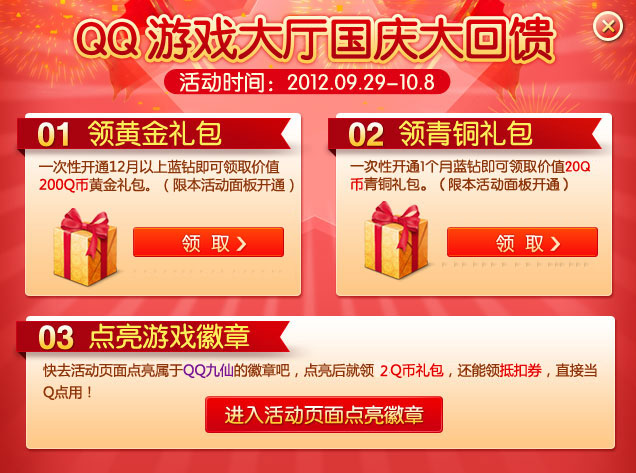 QQ游戏大厅国庆大回馈
活动时间：2012.09.29-10.8
01 领黄金礼包
一次性开通12月以上蓝钻即可领取价值
200Q币黄金礼包。（限本活动面板开通）
领 取 >
02 领青铜礼包
一次性开通1个月蓝钻即可领取价值20Q
币青铜礼包。（限本活动面板开通）
领 取 >
03 点亮游戏徽章
快去活动页面点亮属于QQ九仙的徽章吧，点亮后就领 2Q币礼包，还能领抵扣券，直接当
Q点用！
进入活动页面点亮徽章